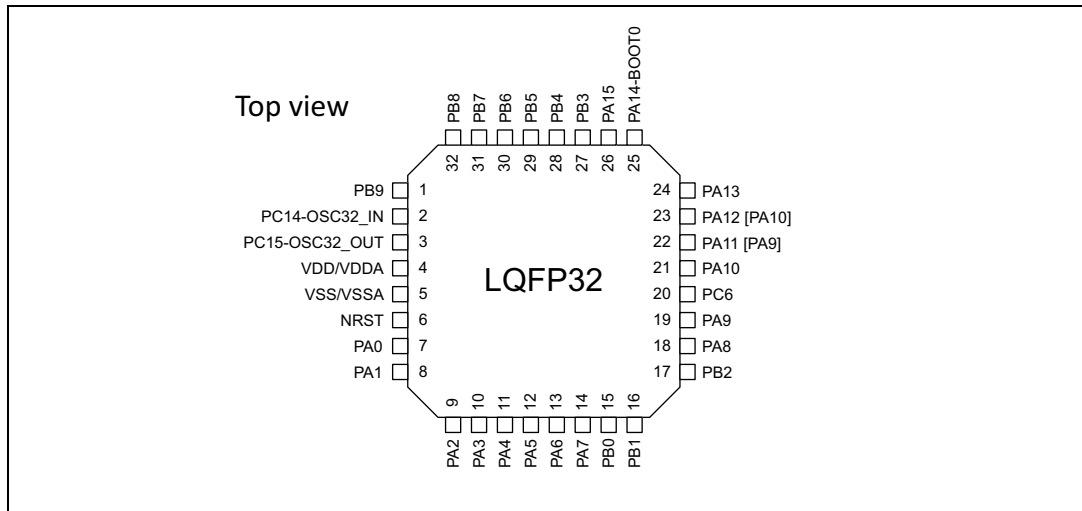 Top view
PB8
PB7
PB6
PB5
PB4
PB3
PA15
PA14-BOOT0
32
31
30
29
28
27
26
25
PB9 1
PC14-OSC32_IN 2
PC15-OSC32_OUT 3
VDD/VDDA 4
VSS/VSSA 5
NRST 6
PA0 7
PA1 8
LQFP32
24 PA13
23 PA12 [PA10]
22 PA11 [PA9]
21 PA10
20 PC6
19 PA9
18 PA8
17 PB2
9
10
11
12
13
14
15
16
PA2
PA3
PA4
PA5
PA6
PA7
PB0
PB1